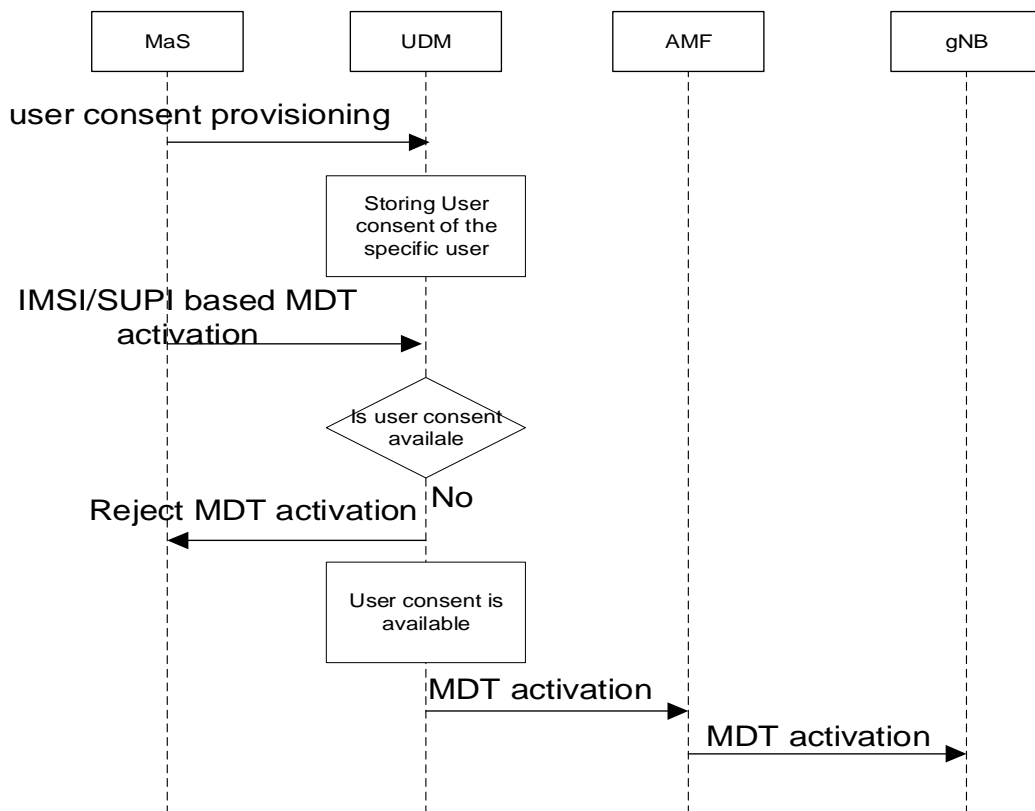 MaS
UDM
AMF
gNB
user consent provisioning
Storing User
consent of the
specific user
IMSI/SUPI based MDT
activation
Is user consent
availale
No
Reject MDT activation
User consent is
available
MDT activation
MDT activation